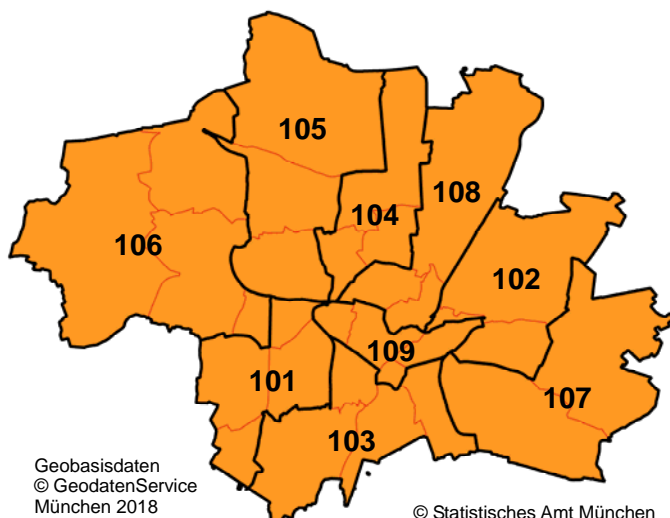 105
108
104
106
102
109
101
107
103
Geobasisdaten
© GeodatenService
München 2018
© Statistisches Amt München